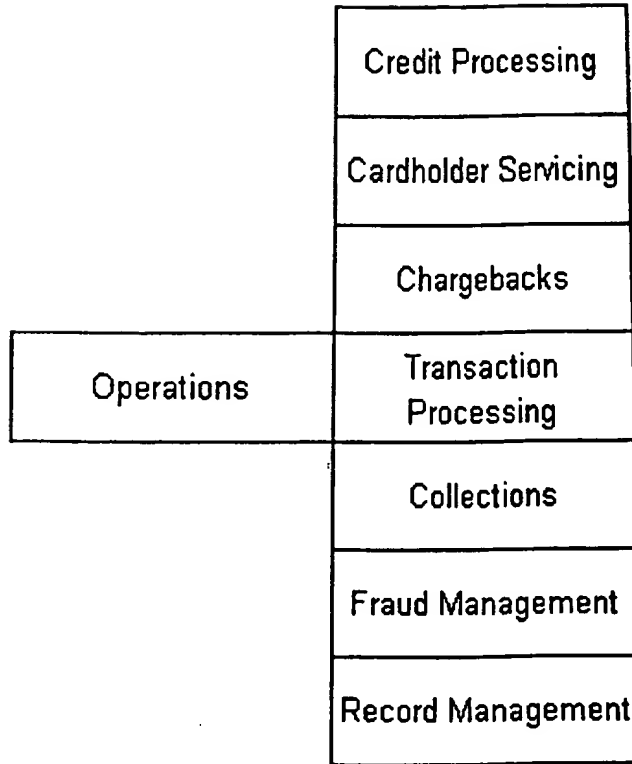 Credit Processing
Cardholder Servicing
Chargebacks
Operations
Transaction
Processing
Collections
Fraud Management
Record Management